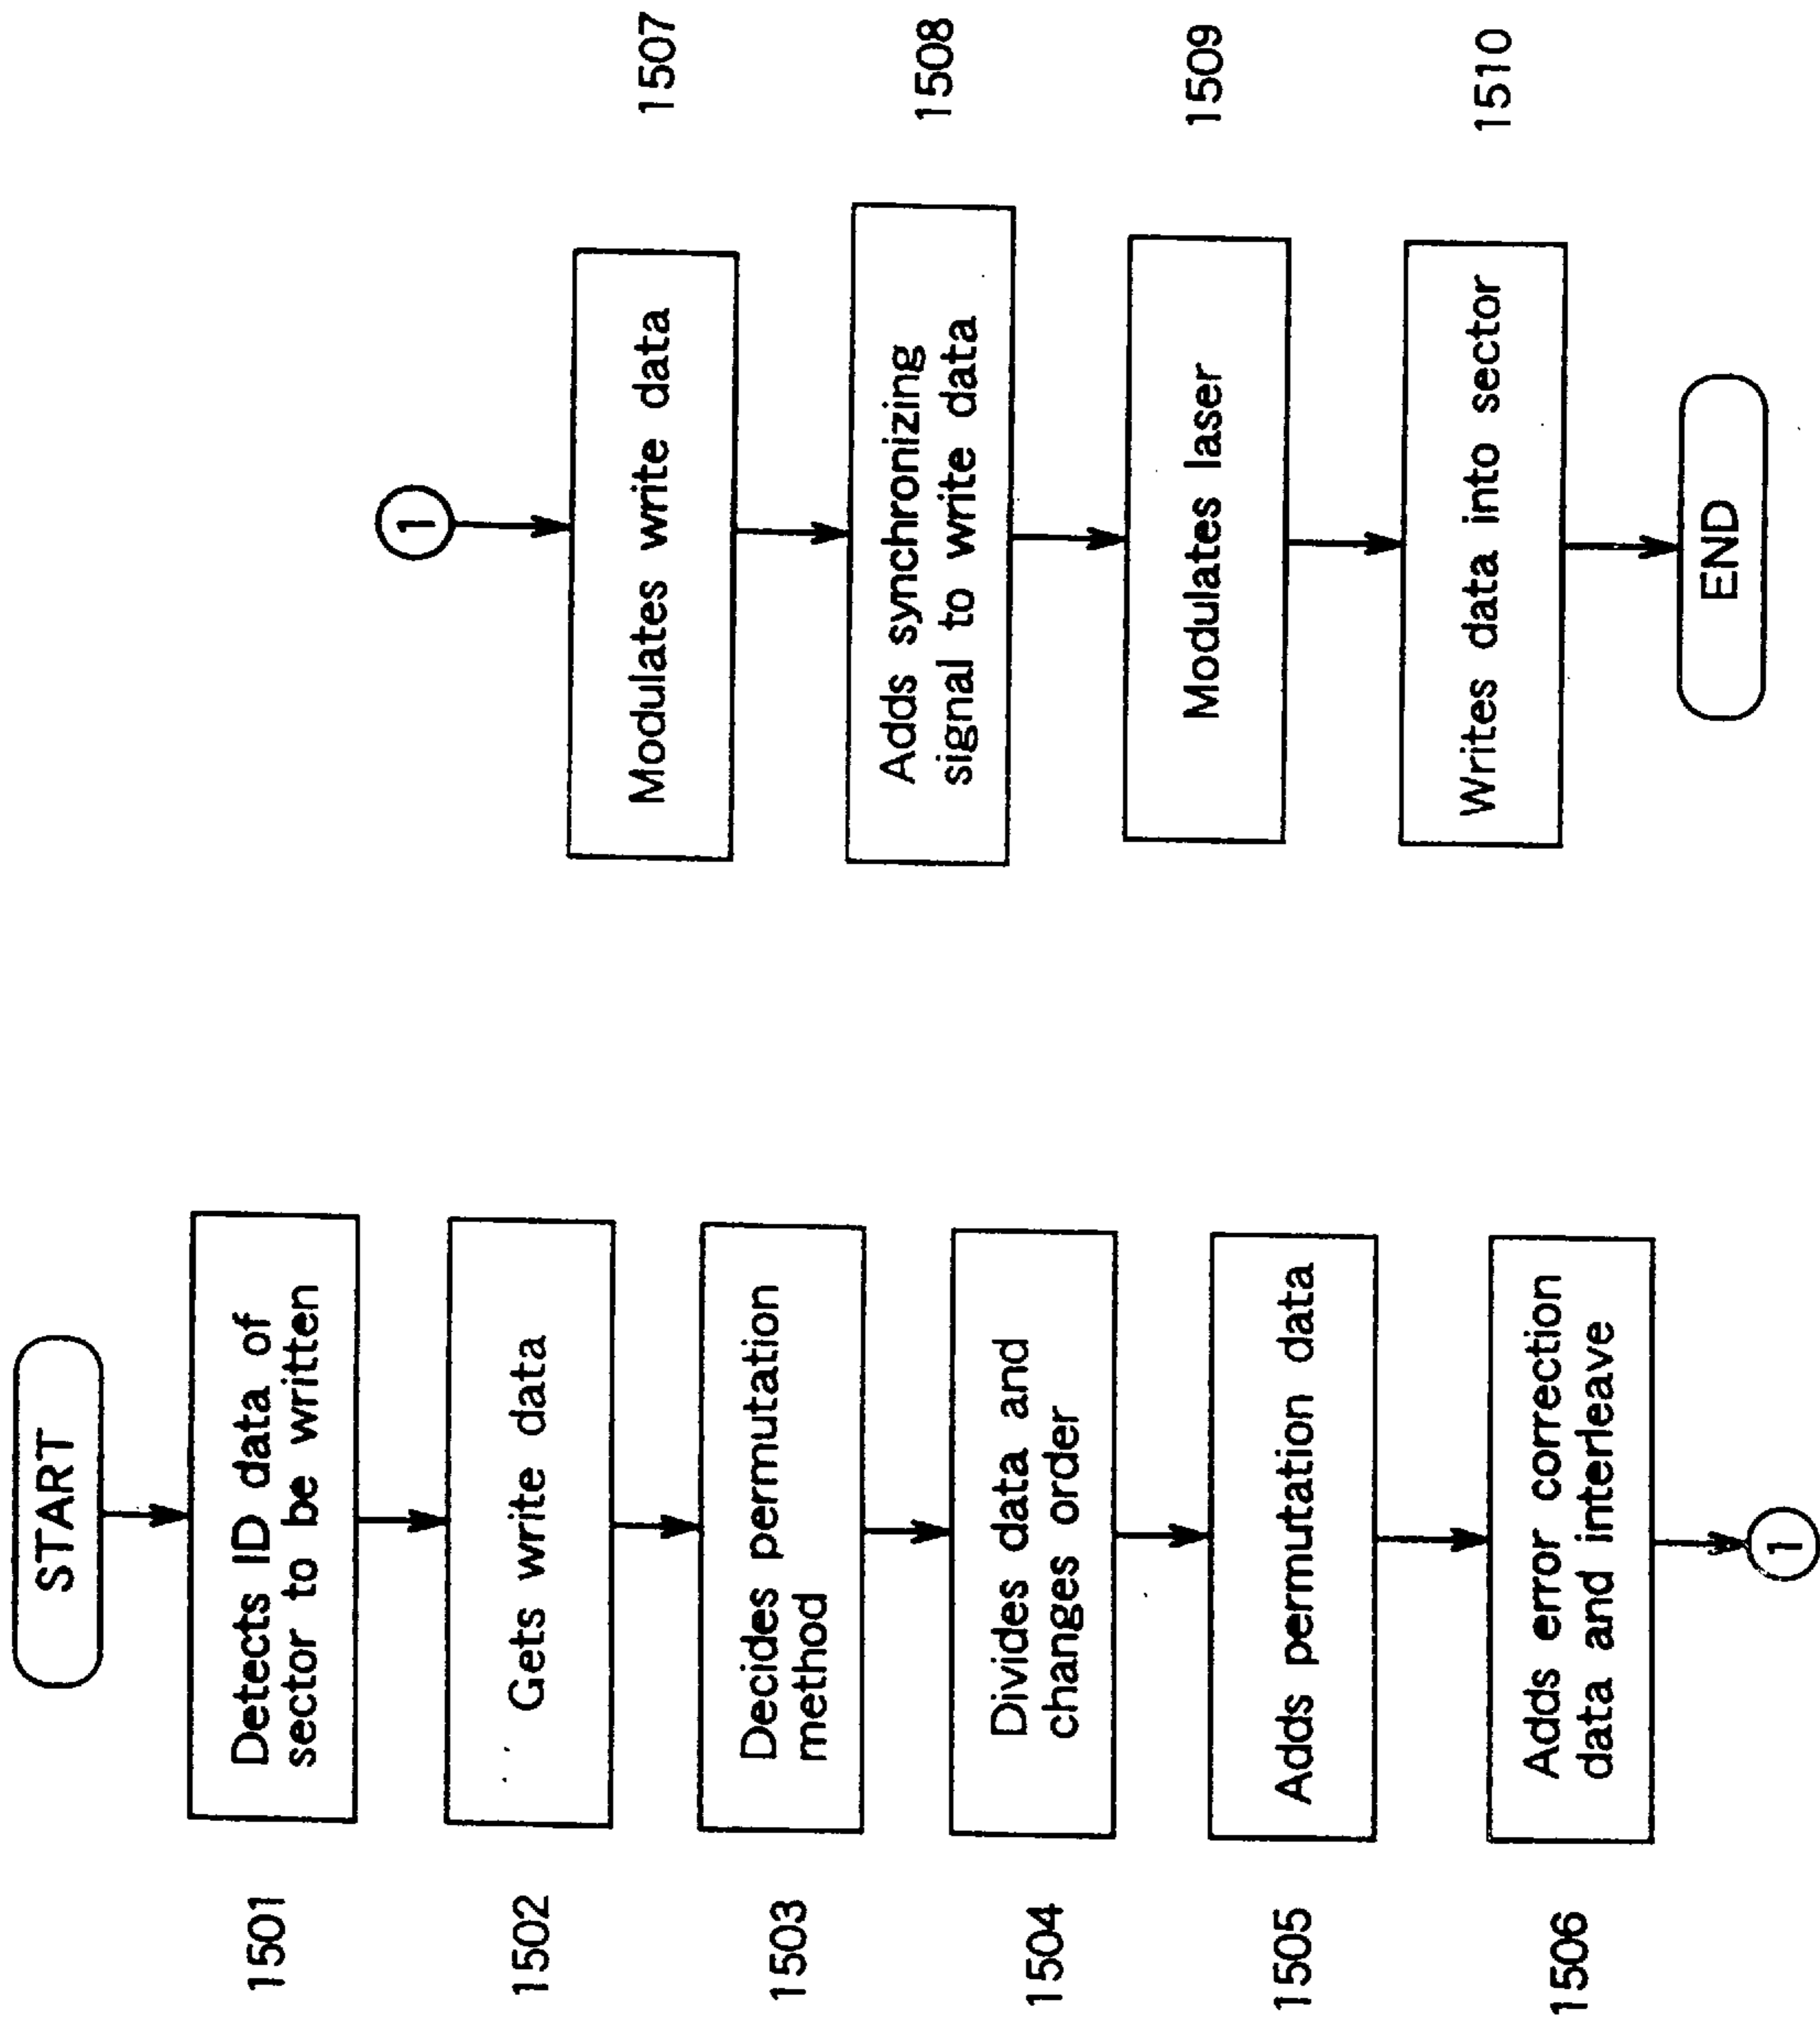 START
1501
Detects ID data of
sector to be written
1502
Gets write data
1503
Decides permutation
method
1504
Divides data and
changes order
1505
Adds permutation data
1506
Adds error correction
data and interleave
1
1
Modulates write data
1507
Adds synchronizing
signal to write data
1508
Modulates laser
1509
Writes data into sector
1510
END